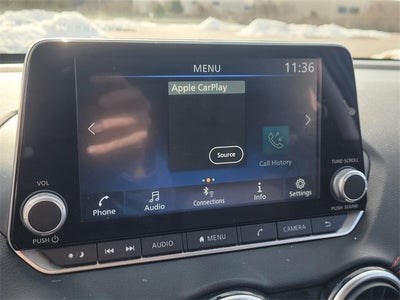 MENU 11:36
Apple CarPlay
Source
Call History
VOL
TUNE·SCROLL
Phone Audio Connections Info Settings
PUSH
PUSH SOUND
AUDIO MENU CAMERA